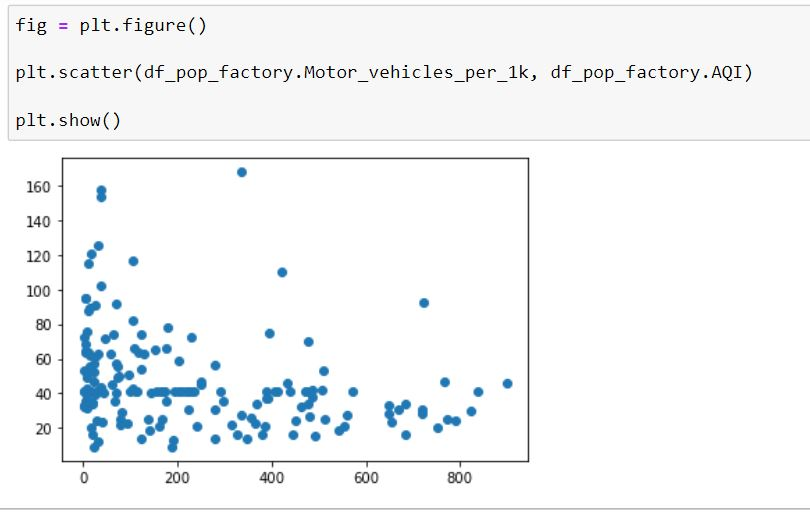 fig = plt.figure()
plt.scatter(df_pop_factory.Motor_vehicles_per_1k, df_pop_factory.AQI)
plt.show()
160
140
120
100
80
60
40
20
0 200 400 600 800